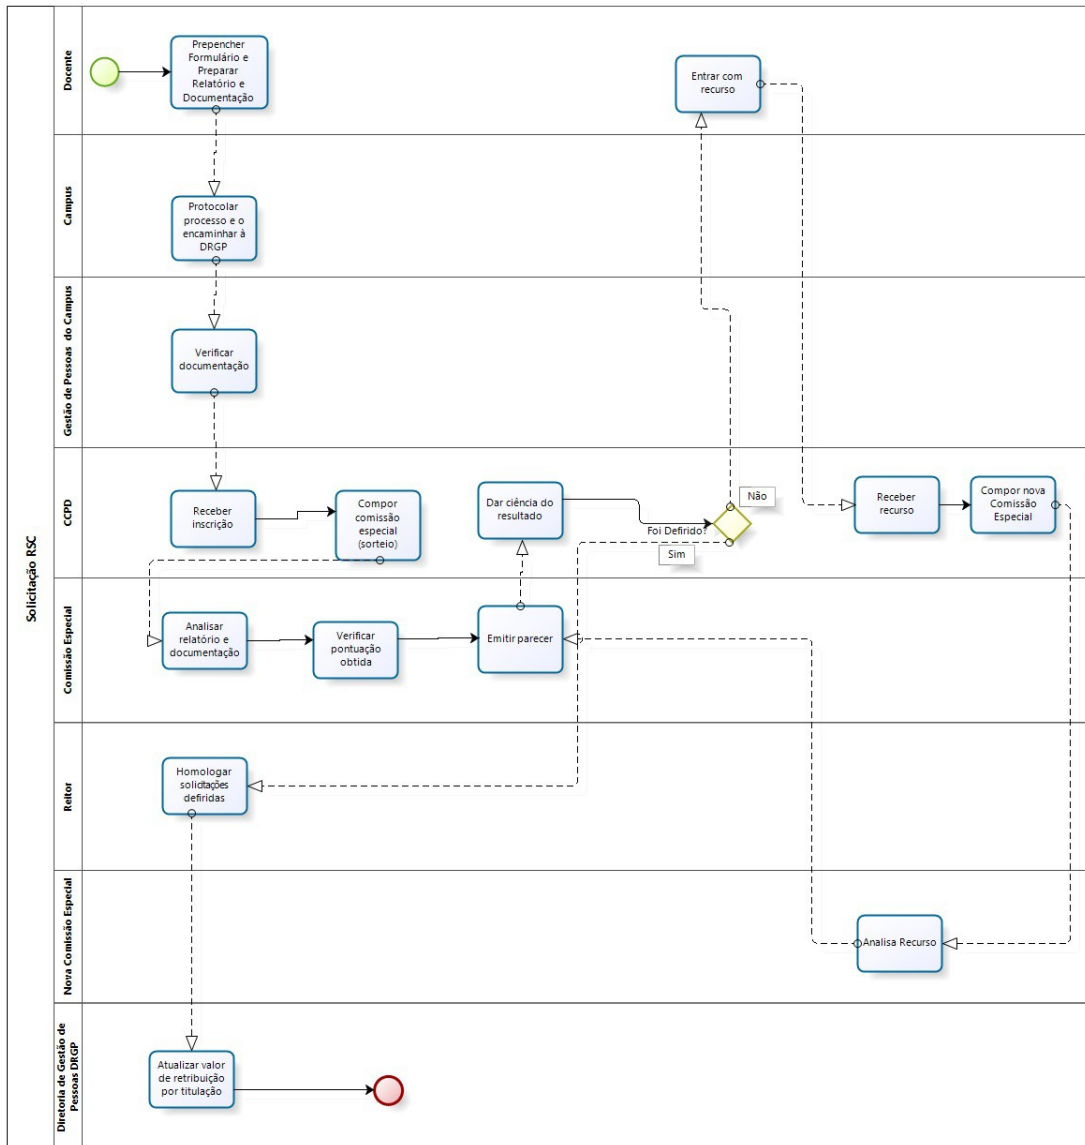 Solicitação RSC
Docente
Prepencher
Formulário e
Preparar
Relatório e
Documentação
Entrar com
recurso
Campus
Protocolar
processo e o
encaminhar à
DRGP
Gestão de Pessoas do Campus
Verificar
documentação
CCPD
Receber
inscrição
Compor
comissão
especial
(sorteio)
Dar ciência do
resultado
Foi Definido?
Não
Sim
Receber
recurso
Compor nova
Comissão
Especial
Comissão Especial
Analisar
relatório e
documentação
Verificar
pontuação
obtida
Emitir parecer
Reitor
Homologar
solicitações
defiridas
Nova Comissão Especial
Analisa Recurso
Diretoria de Gestão de
Pessoas DRGP
Atualizar valor
de retribuição
por titulação